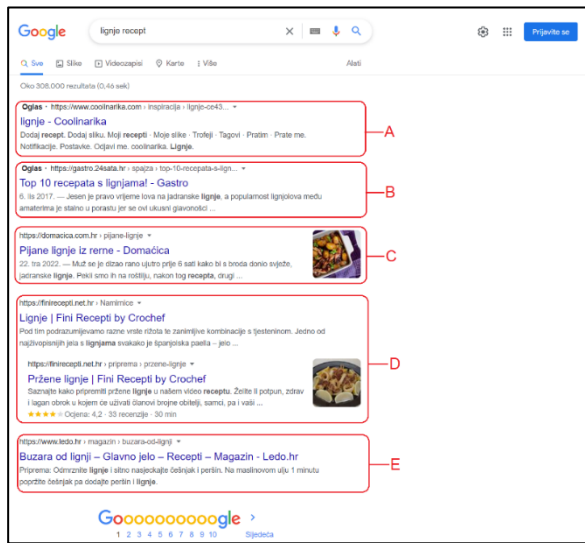 Google
lignje recept
Prijavite se
Sve Slike Videozapisi Karte Više Alati
Oko 308.000 rezultata (0,46 sek)
Oglas · https://www.coolinarika.com › inspiracija › lignje-ce43...
lignje - Coolinarika
Dodaj recept. Dodaj sliku. Moji recepti · Moje slike · Trofeji · Tagovi · Pratim · Prate me.
Notifikacije. Postavke. Odjavi me. coolinarika. Lignje.
A
Oglas · https://gastro.24sata.hr › spajza › top-10-recepata-s-lign...
Top 10 recepata s lignjama! - Gastro
6. lis 2017. — Jesen je pravo vrijeme lova na jadranske lignje, a popularnost lignjolova među
amaterima je stalno u porastu jer se ovi ukusni glavonošci ...
B
https://domacica.com.hr › pijane-lignje
Pijane lignje iz rerne - Domaćica
22. tra 2022. — Muž se je dizao rano ujutro prije 6 sati kako bi s broda donio svježe,
jadranske lignje. Pekli smo ih na roštilju, nakon tog recepta, drugi ...
C
https://finirecepti.net.hr › Namirnice
Lignje | Fini Recepti by Crochef
Pod tim podrazumijevamo razne vrste rižota te zanimljive kombinacije s tjesteninom. Jedno od
najživopisnijih jela s lignjama svakako je španjolska paella – jelo ...
https://finirecepti.net.hr › priprema › przene-lignje
Pržene lignje | Fini Recepti by Crochef
Saznajte kako pripremiti pržene lignje u našem video receptu. Želite li potpun, zdrav
i lagan obrok u kojem će uživati članovi brojne obitelji, samci, pa i vaši ...
Ocjena: 4,2 · 33 recenzije · 30 min
D
https://www.ledo.hr › magazin › buzara-od-lignji
Buzara od lignji – Glavno jelo – Recepti – Magazin - Ledo.hr
Priprema: Odmrznite lignje i sitno nasjeckajte češnjak i peršin. Na maslinovom ulju 1 minutu
popržite češnjak pa dodajte peršin i lignje.
E
Goooooooooogle
1 2 3 4 5 6 7 8 9 10 Sljedeća